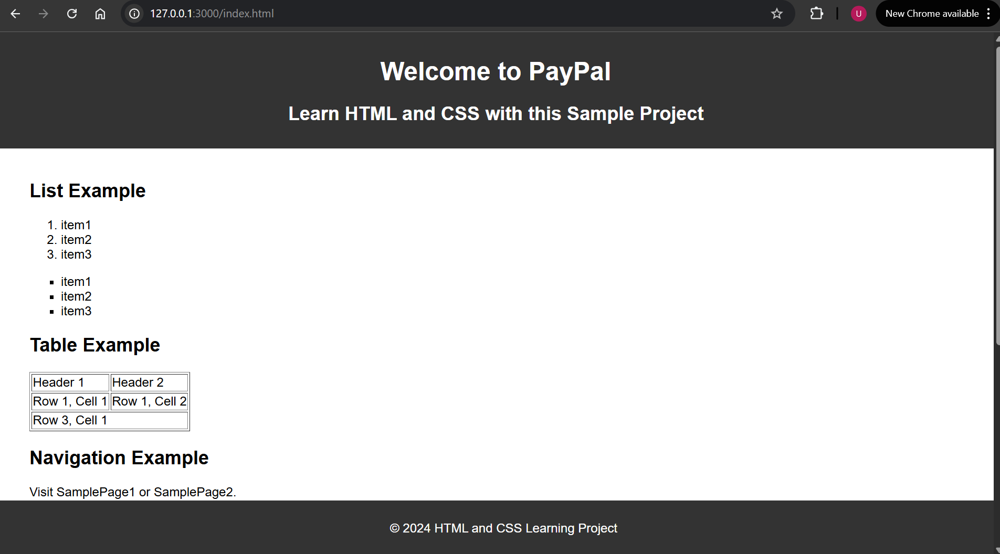 127.0.0.1:3000/index.html
U
New Chrome available
Welcome to PayPal
Learn HTML and CSS with this Sample Project
List Example
1. item1
2. item2
3. item3
▪ item1
▪ item2
▪ item3
Table Example
Header 1 Header 2
Row 1, Cell 1 Row 1, Cell 2
Row 3, Cell 1
Navigation Example
Visit SamplePage1 or SamplePage2.
© 2024 HTML and CSS Learning Project